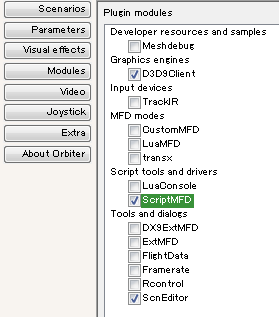 Scenarios
Parameters
Visual effects
Modules
Video
Joystick
Extra
About Orbiter
Plugin modules
Developer resources and samples
Meshdebug
Graphics engines
D3D9Client
Input devices
TrackIR
MFD modes
CustomMFD
LuaMFD
transx
Script tools and drivers
LuaConsole
ScriptMFD
Tools and dialogs
DX9ExtMFD
ExtMFD
FlightData
Framerate
Rcontrol
ScnEditor